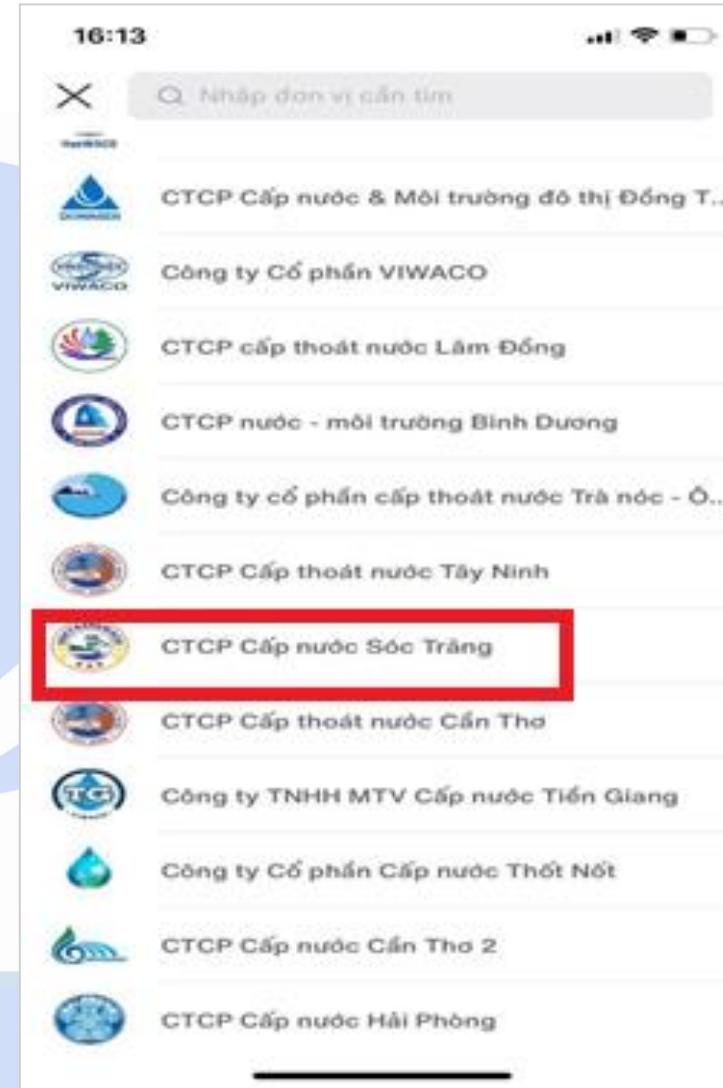 16:13
Nhập đơn vị cần tìm
CTCP Cấp nước & Môi trường đô thị Đồng T..
Công ty Cổ phần VIWACO
VIWACO
CTCP cấp thoát nước Lâm Đồng
CTCP nước - môi trường Bình Dương
Công ty cổ phần cấp thoát nước Trà nóc - Ô..
CTCP Cấp thoát nước Tây Ninh
CTCP Cấp nước Sóc Trăng
CTCP Cấp thoát nước Cần Thơ
TG
Công ty TNHH MTV Cấp nước Tiền Giang
Công ty Cổ phần Cấp nước Thốt Nốt
CTCP Cấp nước Cần Thơ 2
CTCP Cấp nước Hải Phòng